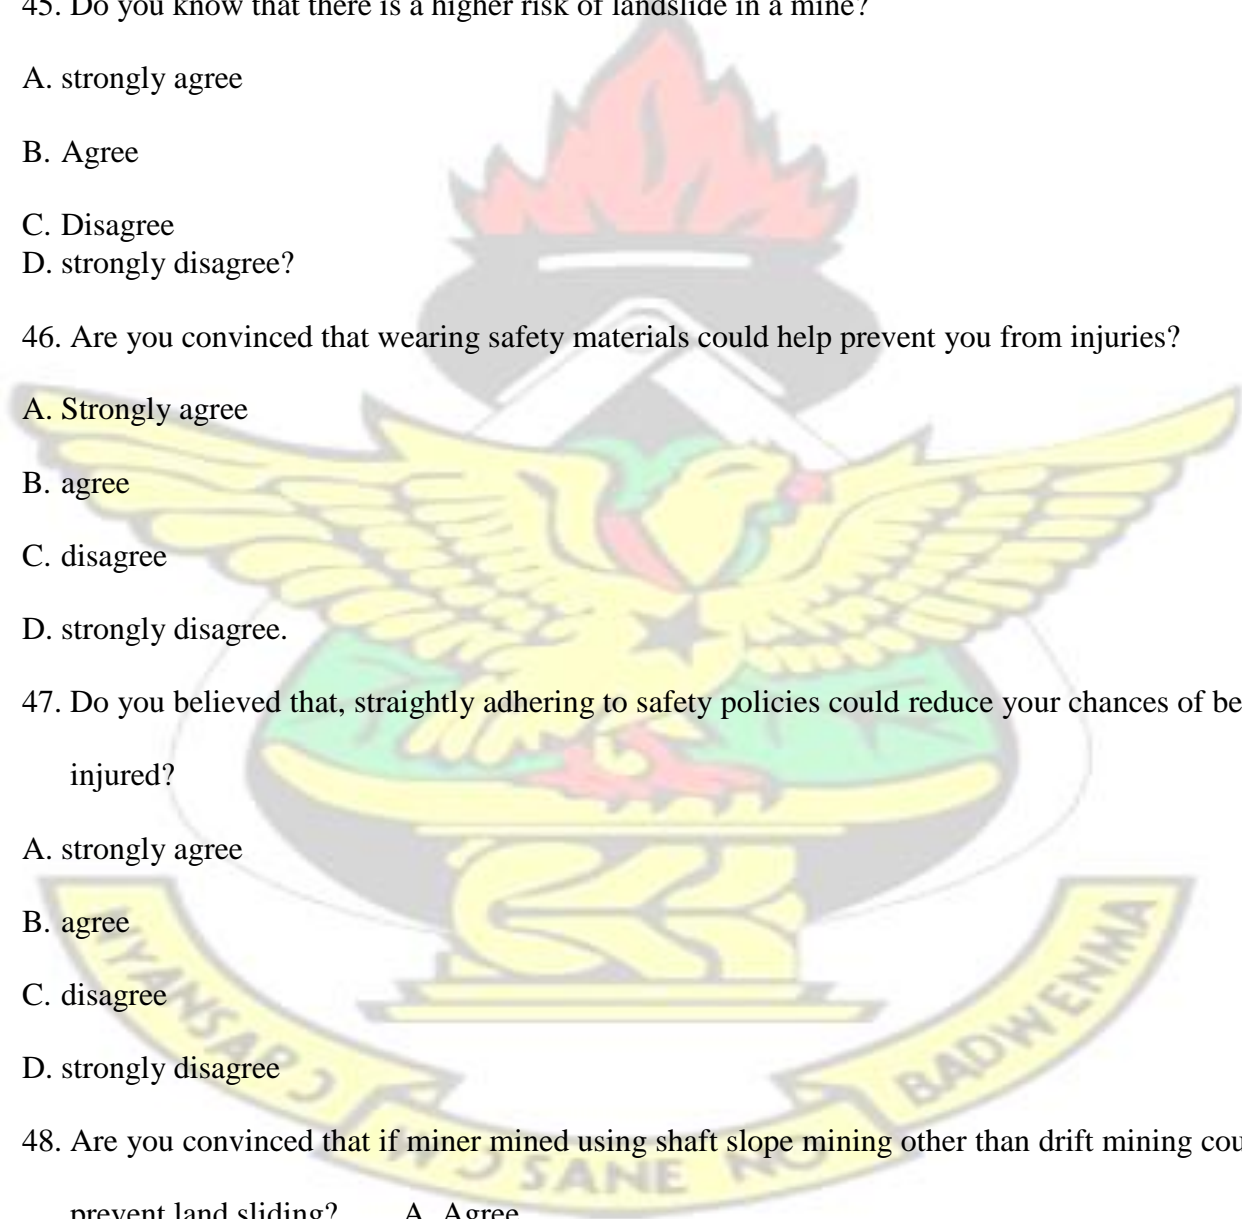 45. Do you know that there is a higher risk of landslide in a mine?
A. strongly agree
B. Agree
C. Disagree
D. strongly disagree?
46. Are you convinced that wearing safety materials could help prevent you from injuries?
A. Strongly agree
B. agree
C. disagree
D. strongly disagree.
47. Do you believed that, straightly adhering to safety policies could reduce your chances of be
injured?
A. strongly agree
B. agree
C. disagree
D. strongly disagree
48. Are you convinced that if miner mined using shaft slope mining other than drift mining cou
prevent land sliding? A. Agree
NYANSAPƆ WƆSANE NO BADWENMA